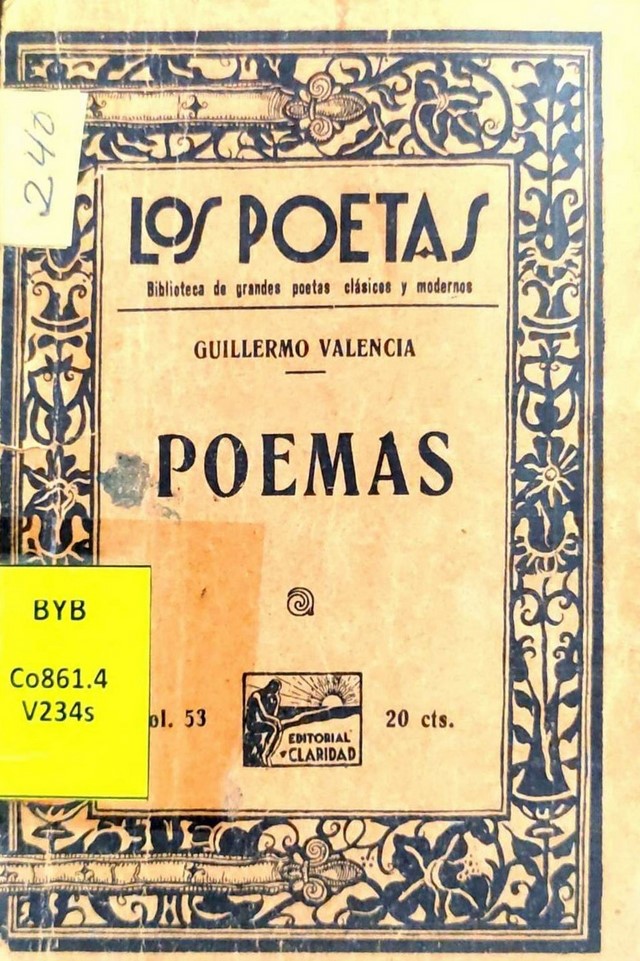 240
LOS POETAS
Biblioteca de grandes poetas clásicos y modernos
GUILLERMO VALENCIA
POEMAS
BYB
Co861.4
V234s
ol. 53
EDITORIAL
CLARIDAD
20 cts.